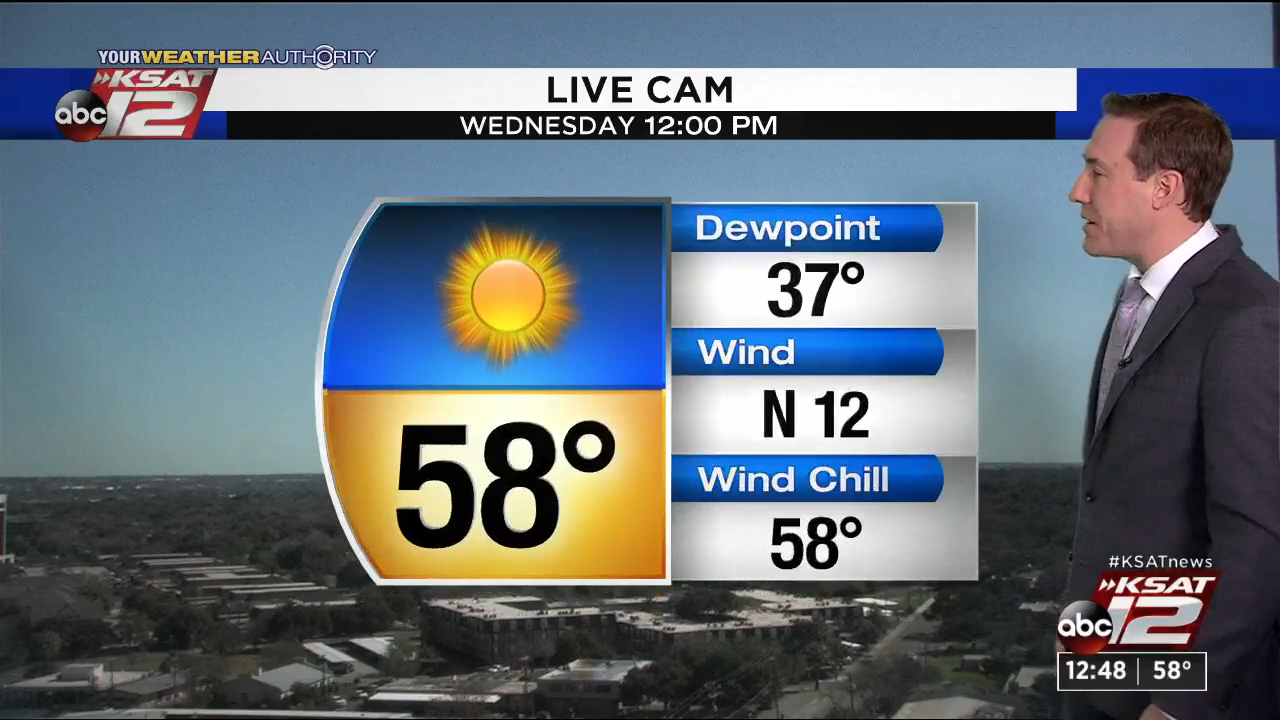 YOURWEATHERAUTHORITY
KSAT
abc 12
LIVE CAM
WEDNESDAY 12:00 PM
58°
Dewpoint
37°
Wind
N 12
Wind Chill
58°
#KSATnews
KSAT
abc 12
12:48 | 58°